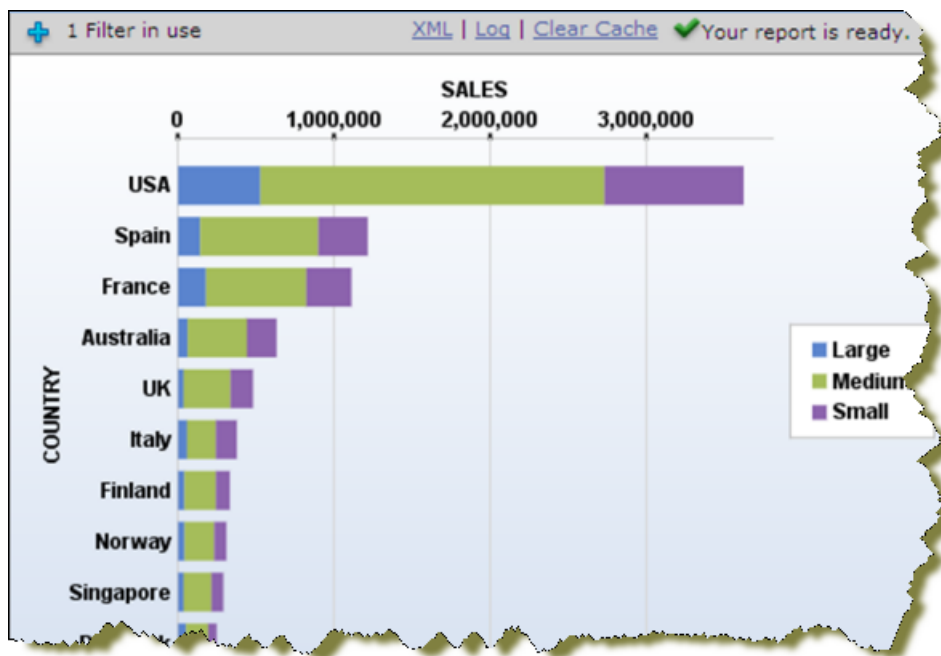 1 Filter in use XML | Log | Clear Cache Your report is ready.
SALES
0 1,000,000 2,000,000 3,000,000
USA
Spain
France
Australia
UK
Italy
Finland
Norway
Singapore
COUNTRY
Large
Medium
Small